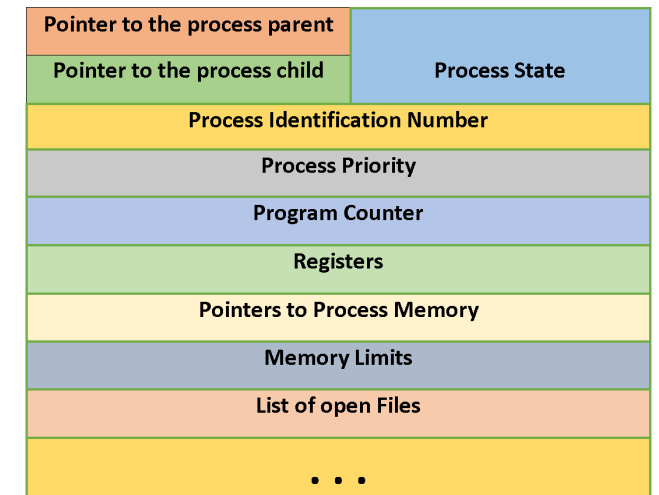 Pointer to the process parent
Pointer to the process child
Process State
Process Identification Number
Process Priority
Program Counter
Registers
Pointers to Process Memory
Memory Limits
List of open Files
. . .